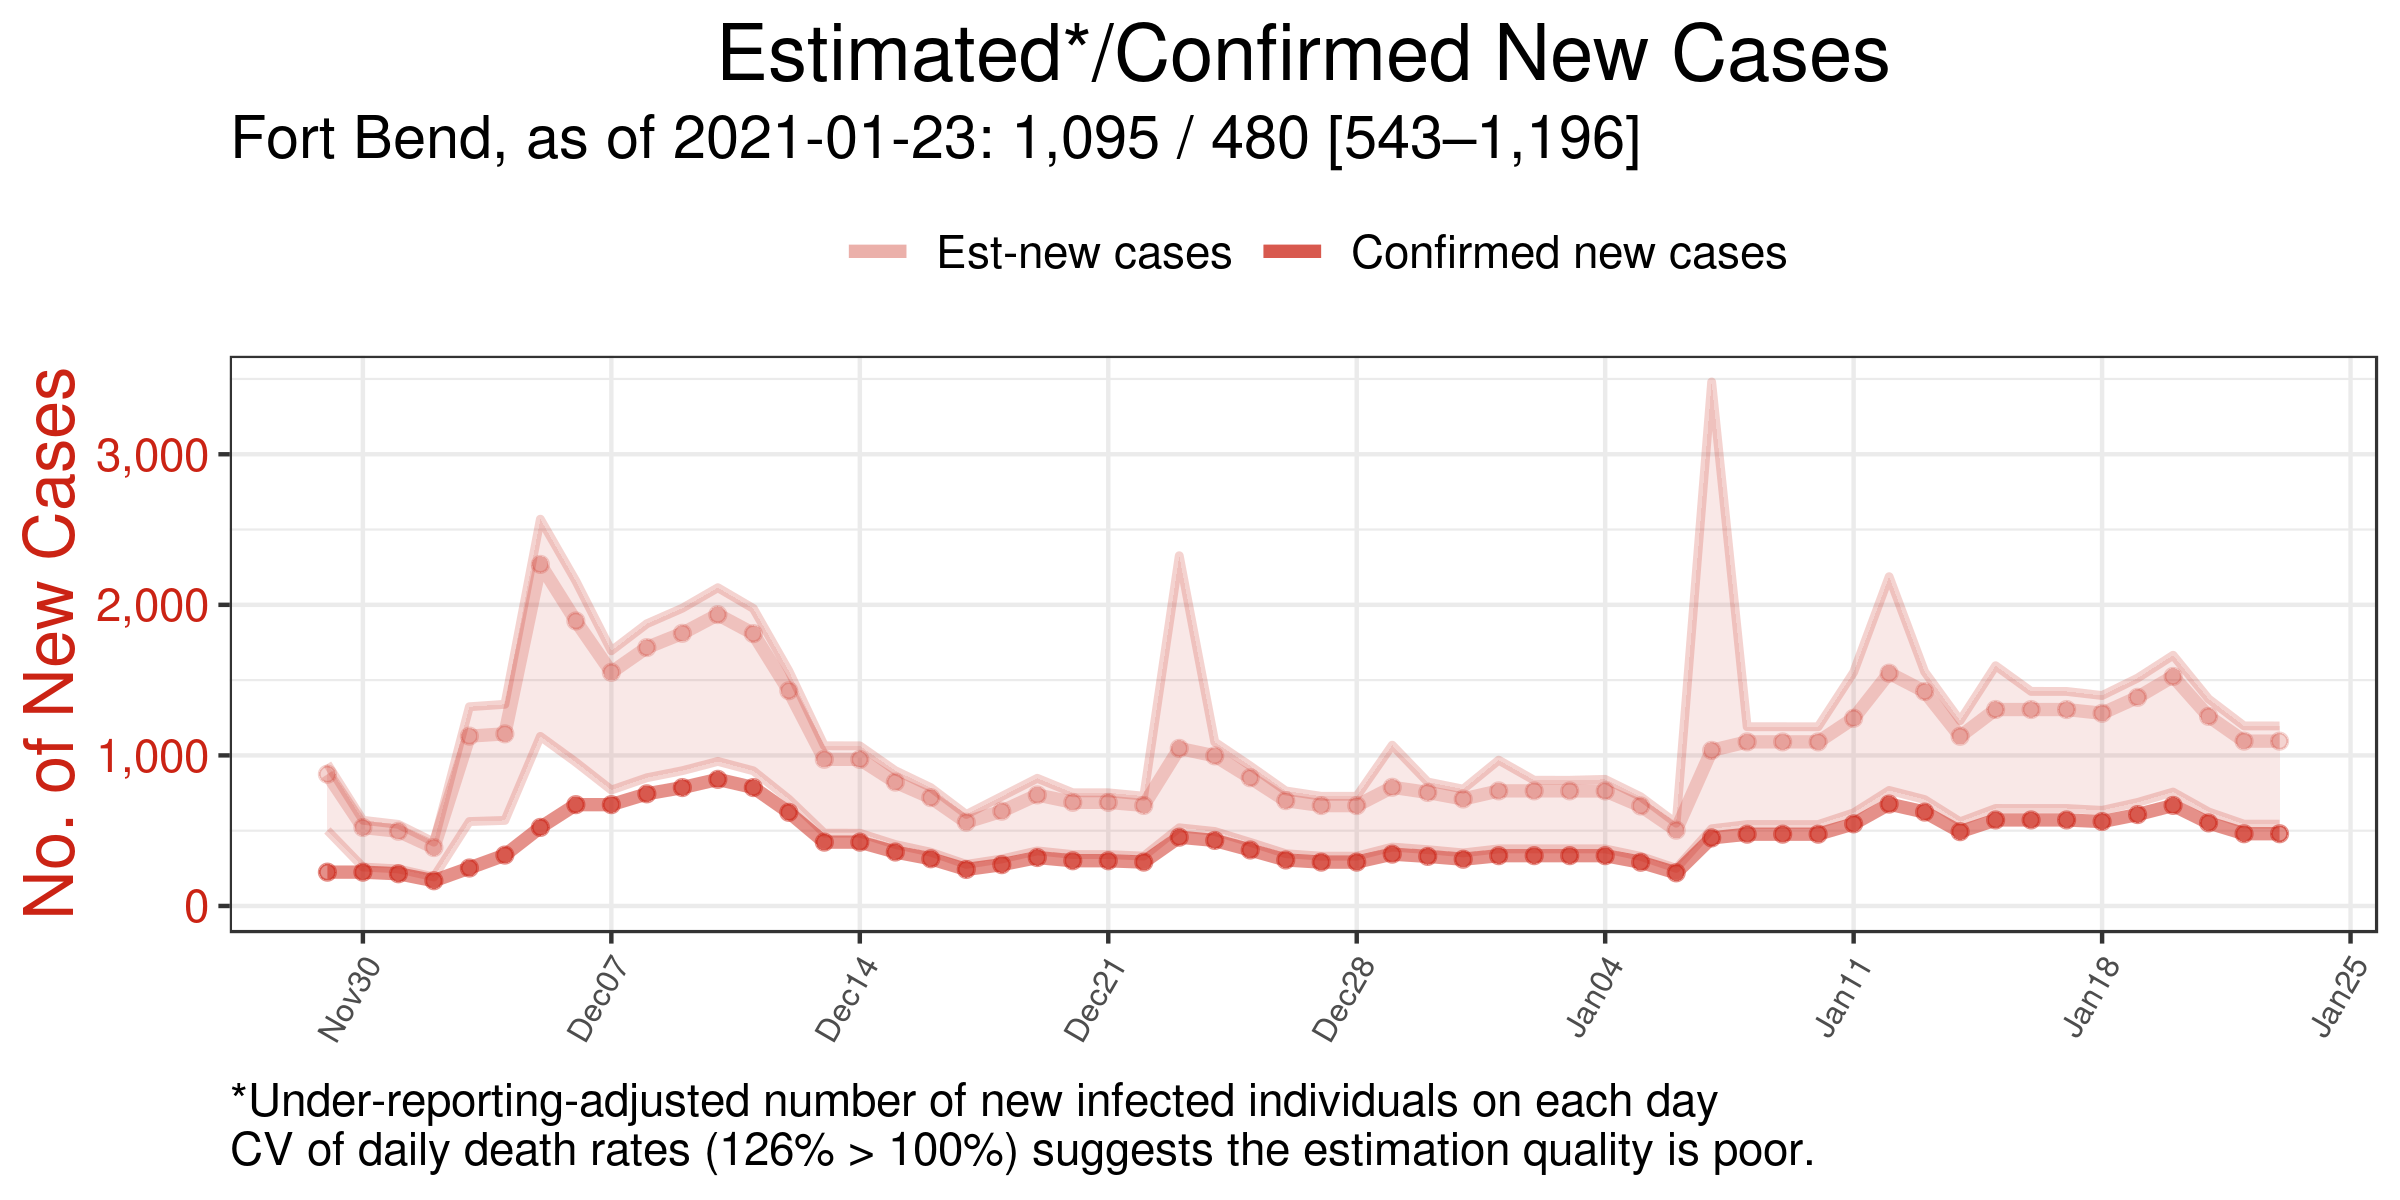 Estimated*/Confirmed New Cases
Fort Bend, as of 2021-01-23: 1,095 / 480 [543–1,196]
Est-new cases
Confirmed new cases
No. of New Cases
3,000
2,000
1,000
0
Nov30
Dec07
Dec14
Dec21
Dec28
Jan04
Jan11
Jan18
Jan25
*Under-reporting-adjusted number of new infected individuals on each day
CV of daily death rates (126% > 100%) suggests the estimation quality is poor.